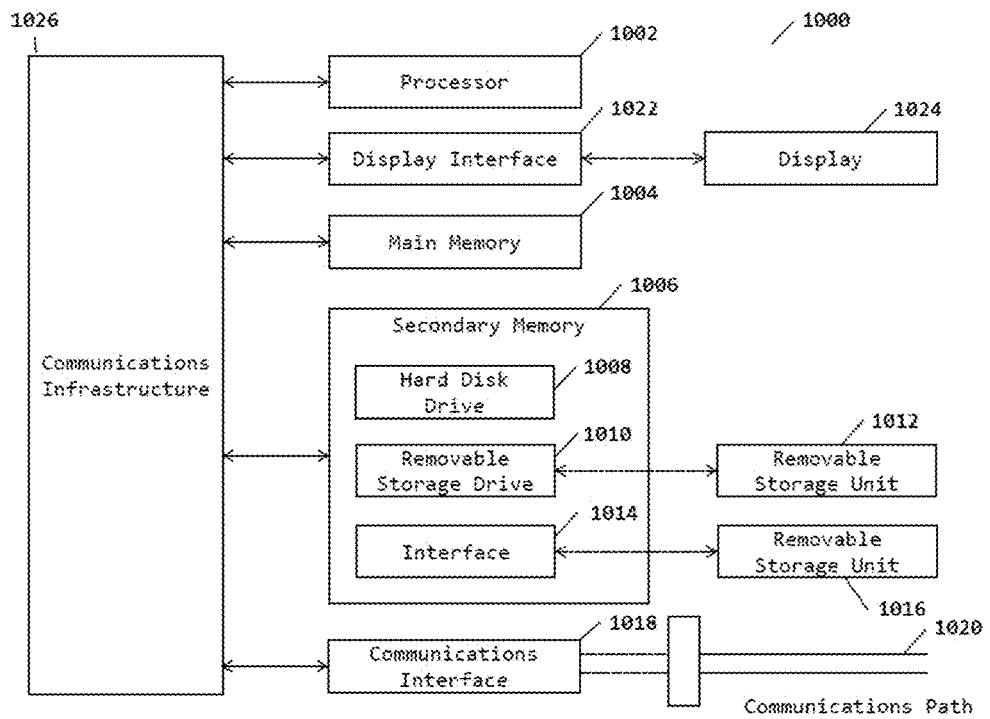 1026
1002
1000
Processor
1022
1024
Display Interface
Display
1004
Main Memory
1006
Secondary Memory
Communications
Infrastructure
Hard Disk
Drive
1008
1012
1010
Removable
Storage Drive
Removable
Storage Unit
1014
Interface
Removable
Storage Unit
1016
1018
1020
Communications
Interface
Communications Path